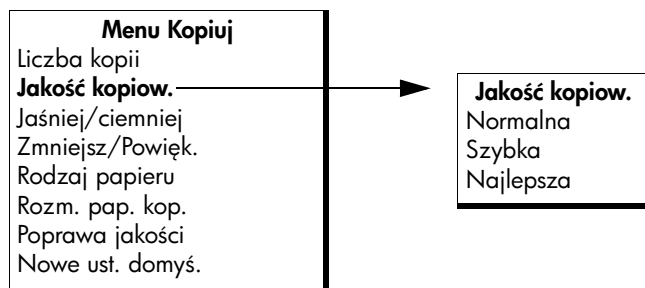 Menu Kopiuj
Liczba kopii
Jakość kopiow.
Jaśniej/ciemniej
Zmniejsz/Powięk.
Rodzaj papieru
Rozm. pap. kop.
Poprawa jakości
Nowe ust. domyś.
Jakość kopiow.
Normalna
Szybka
Najlepsza